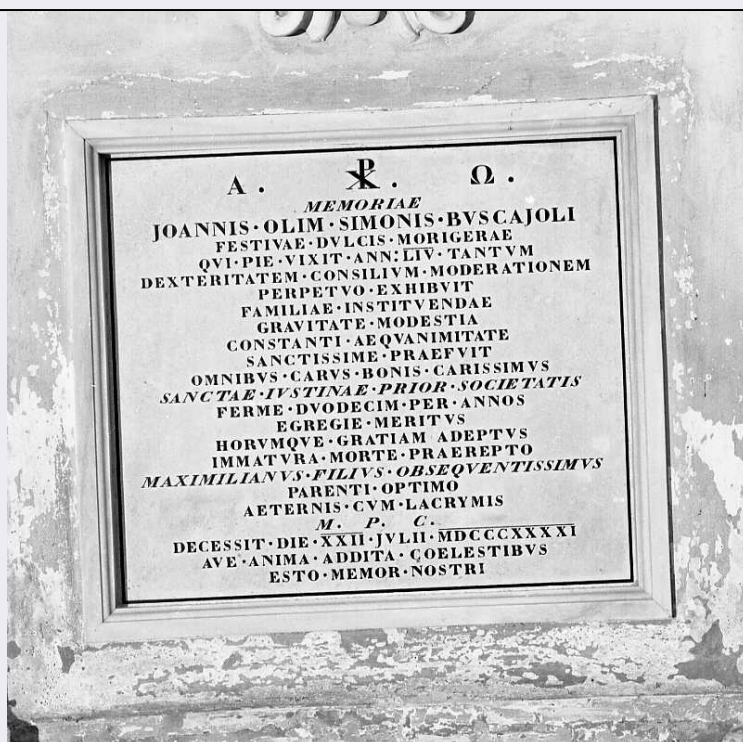 Α . ☧ . Ω .
MEMORIAE
JOANNIS · OLIM · SIMONIS · BVSCAJOLI
FESTIVAE · DVLCIS · MORIGERAE
QVI · PIE · VIXIT · ANN: LIV · TANTVM
DEXTERITATEM · CONSILIVM · MODERATIONEM
PERPETVO · EXHIBVIT
FAMILIAE · INSTITVENDAE
GRAVITATE · MODESTIA
CONSTANTI · AEQVANIMITATE
SANCTISSIME · PRAEFVIT
OMNIBVS · CARVS · BONIS · CARISSIMVS
SANCTAE · IVSTINAE · PRIOR · SOCIETATIS
FERME · DVODECIM · PER · ANNOS
EGREGIE · MERITVS
HORVMQVE · GRATIAM ADEPTVS
IMMATVRA · MORTE · PRAEREPTO
MAXIMILIANVS · FILIVS · OBSEQVENTISSIMVS
PARENTI · OPTIMO
AETERNIS · CVM · LACRYMIS
M. P. C.
DECESSIT · DIE · XXII · JVLII · MDCCCXXXXI
AVE · ANIMA · ADDITA · COELESTIBVS
ESTO · MEMOR · NOSTRI